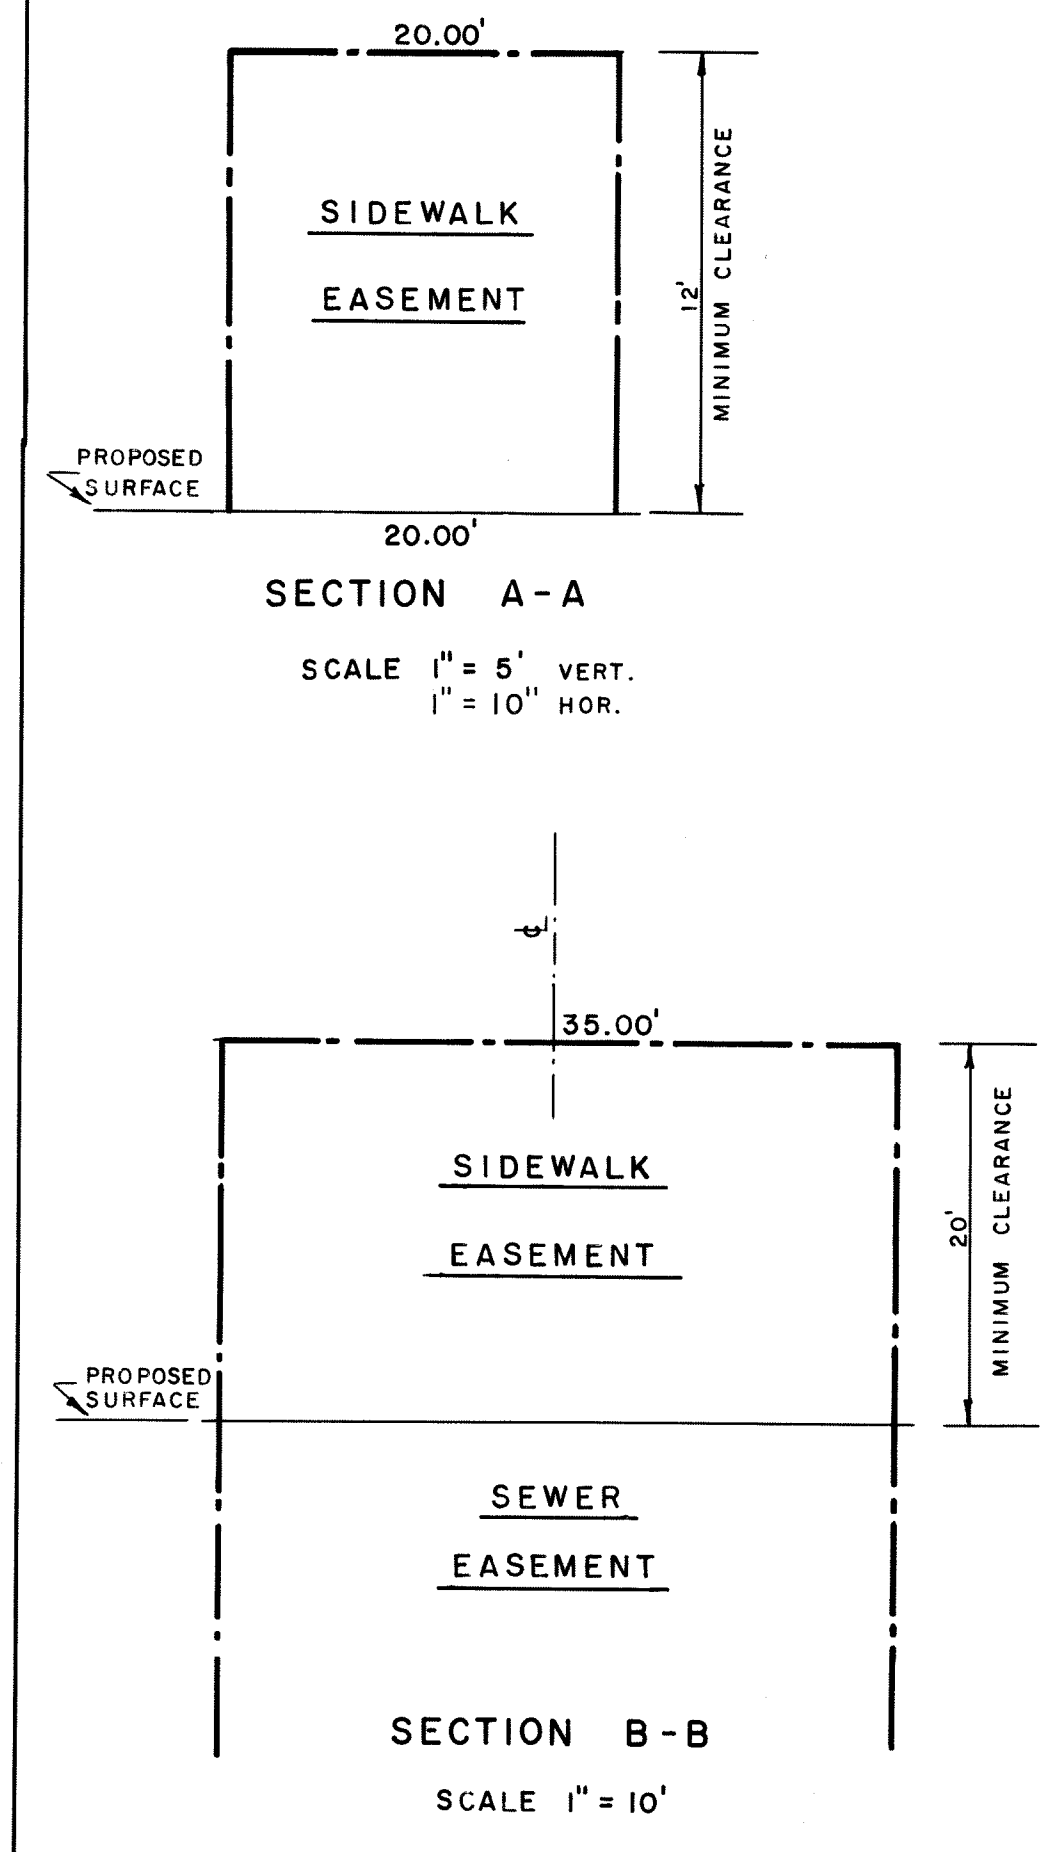 20.00'
SIDEWALK
EASEMENT
12'
MINIMUM CLEARANCE
PROPOSED
SURFACE
20.00'
SECTION A-A
SCALE 1" = 5' VERT.
1" = 10" HOR.
℄
35.00'
SIDEWALK
EASEMENT
20'
MINIMUM CLEARANCE
PROPOSED
SURFACE
SEWER
EASEMENT
SECTION B-B
SCALE 1" = 10'